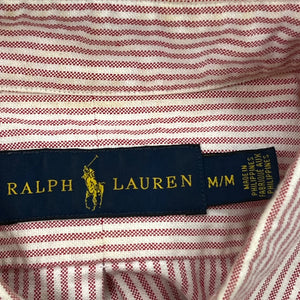 RALPH LAUREN
M/M
MADE IN
PHILIPPINES
FABRIQUE AUX
PHILIPPINES